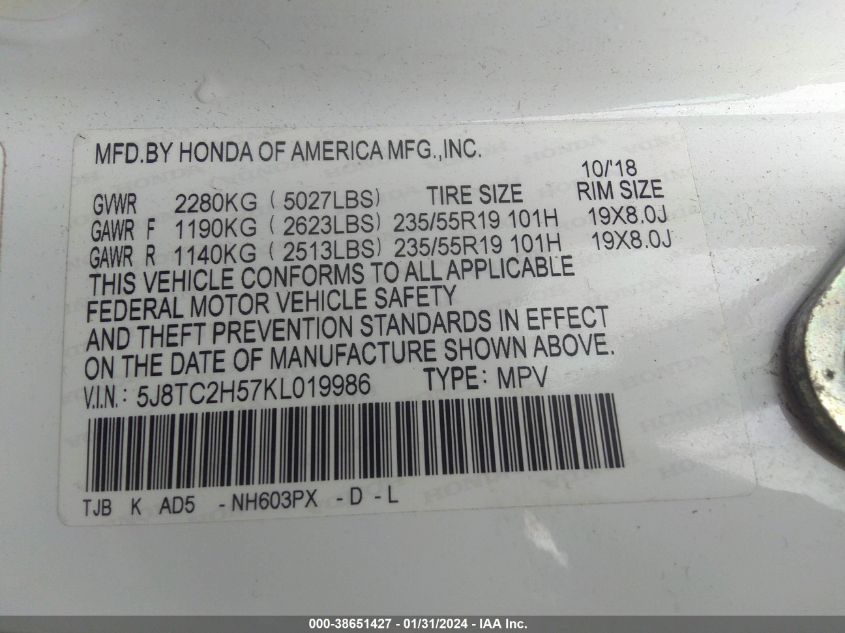 MFD.BY HONDA OF AMERICA MFG.,INC.
10/'18
GVWR 2280KG ( 5027LBS) TIRE SIZE RIM SIZE
GAWR F 1190KG ( 2623LBS) 235/55R19 101H 19X8.0J
GAWR R 1140KG ( 2513LBS) 235/55R19 101H 19X8.0J
THIS VEHICLE CONFORMS TO ALL APPLICABLE
FEDERAL MOTOR VEHICLE SAFETY
AND THEFT PREVENTION STANDARDS IN EFFECT
ON THE DATE OF MANUFACTURE SHOWN ABOVE.
V.I.N.: 5J8TC2H57KL019986 TYPE: MPV
TJB K AD5 -NH603PX -D -L
000-38651427 - 01/31/2024 - IAA Inc.